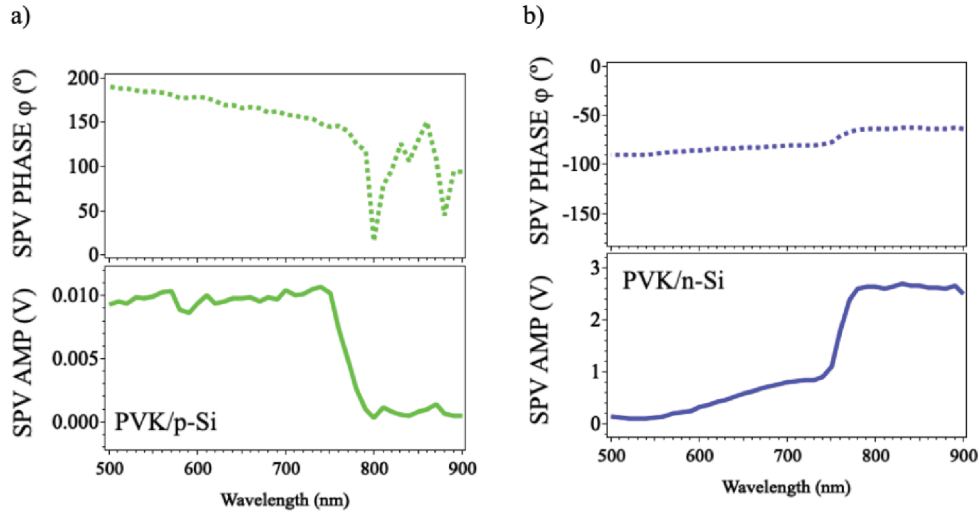 a)
SPV PHASE φ (º)
200
150
100
50
0
SPV AMP (V)
0.010
0.005
0.000
PVK/p-Si
500
600
700
800
900
Wavelength (nm)
b)
SPV PHASE φ (º)
0
-50
-100
-150
SPV AMP (V)
3
2
1
0
PVK/n-Si
500
600
700
800
900
Wavelength (nm)